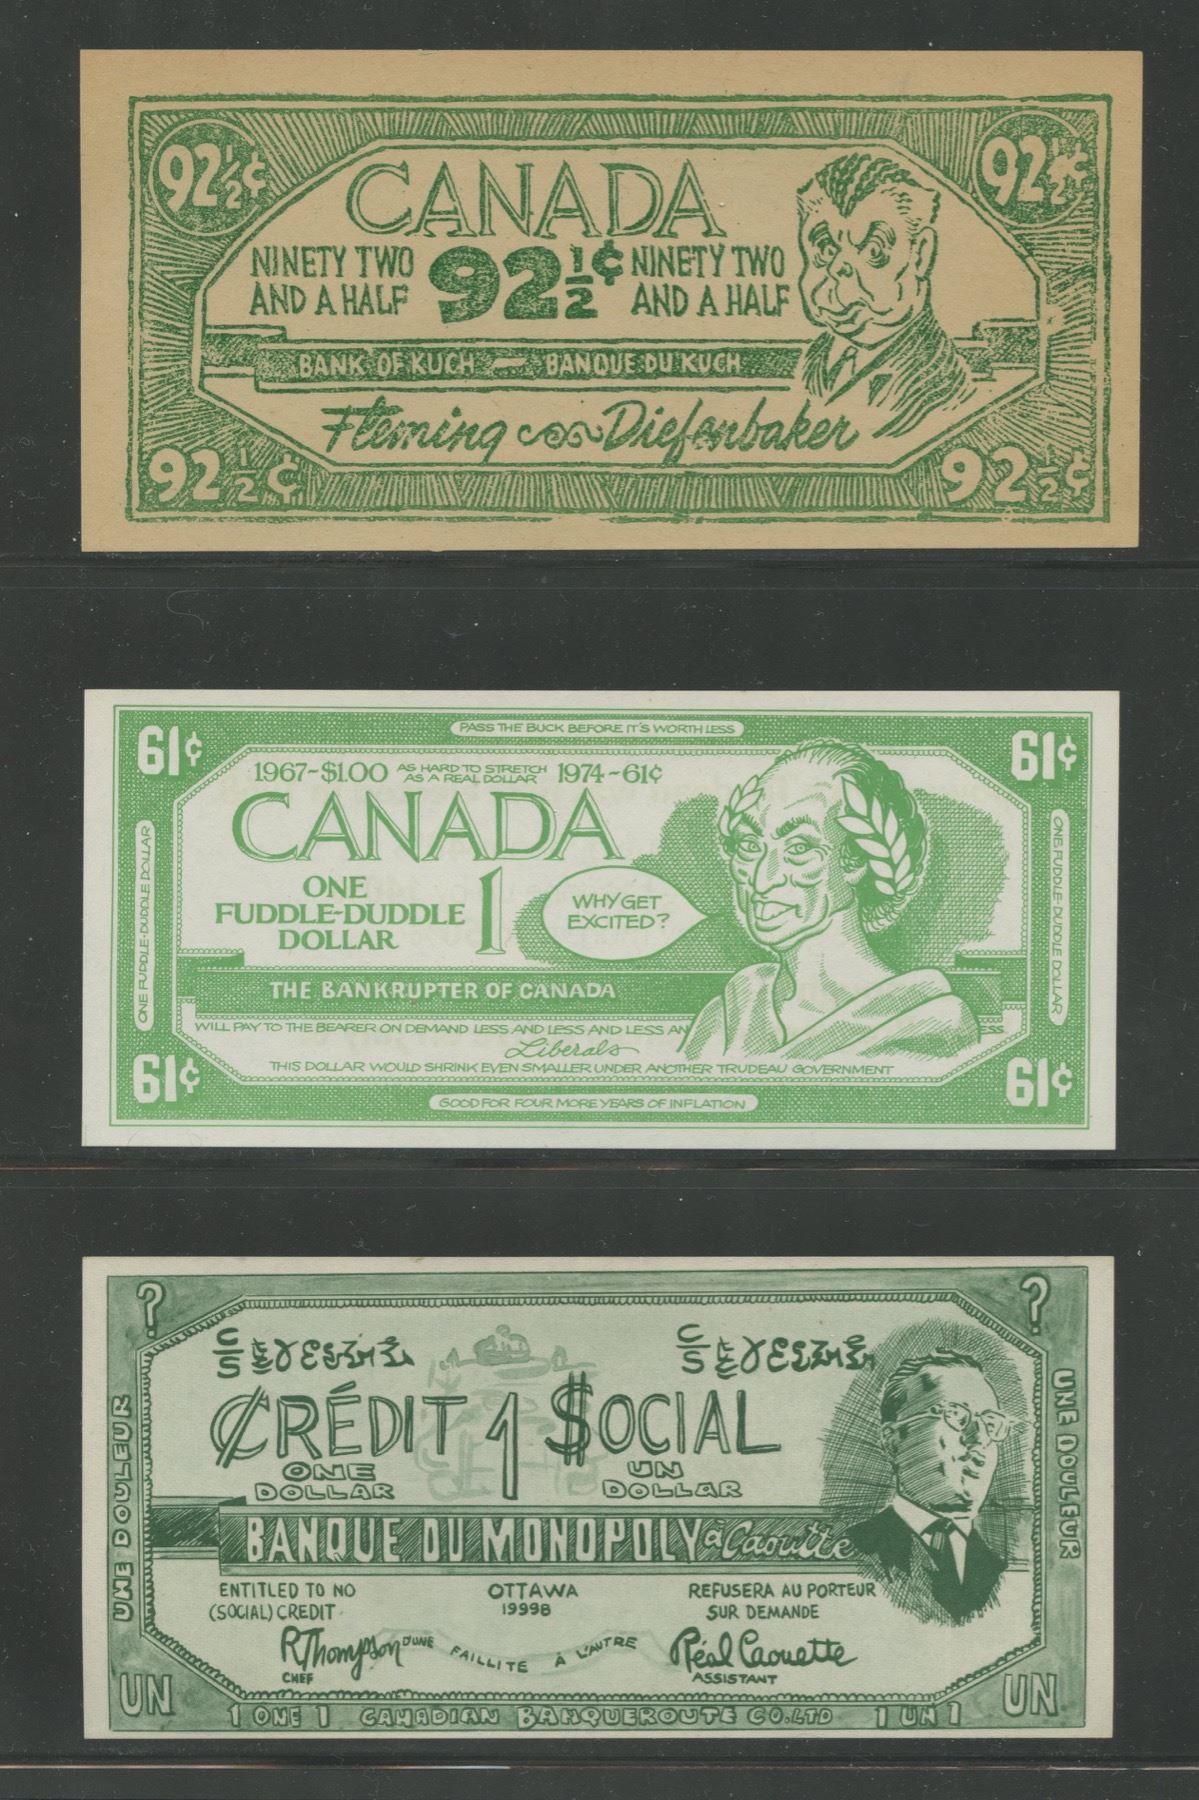 92½¢ 92½¢
CANADA
NINETY TWO AND A HALF 92½¢ NINETY TWO AND A HALF
BANK OF KUCH — BANQUE DU KUCH
Fleming Diefenbaker
92½¢ 92½¢
PASS THE BUCK BEFORE IT'S WORTH LESS
61¢ 61¢
1967~$1.00 AS HARD TO STRETCH AS A REAL DOLLAR 1974~61¢
CANADA
ONE
FUDDLE-DUDDLE
DOLLAR
1
WHY GET
EXCITED?
ONE FUDDLE-DUDDLE DOLLAR
ONE FUDDLE-DUDDLE DOLLAR
THE BANKRUPTER OF CANADA
WILL PAY TO THE BEARER ON DEMAND LESS AND LESS AND LESS AN ESS
Liberals
THIS DOLLAR WOULD SHRINK EVEN SMALLER UNDER ANOTHER TRUDEAU GOVERNMENT
61¢ 61¢
GOOD FOR FOUR MORE YEARS OF INFLATION
? ?
C/S C/S
CRÉDIT 1 $OCIAL
ONE DOLLAR UN DOLLAR
UNE DOULEUR
UNE DOULEUR
BANQUE DU MONOPOLY à Caoutte
ENTITLED TO NO OTTAWA REFUSERA AU PORTEUR
(SOCIAL) CREDIT 1999B SUR DEMANDE
RThompson D'UNE FAILLITE À L'AUTRE Réal Caouette
CHEF ASSISTANT
UN UN
1 ONE 1 CANADIAN BANQUEROUTE CO. LTD 1 UN 1